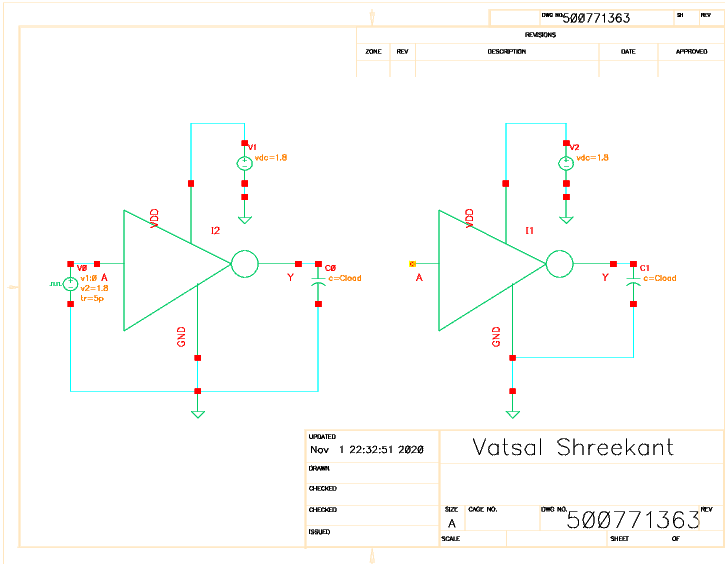 DWG NO. 500771363 SH REV
REVISIONS
ZONE REV DESCRIPTION DATE APPROVED
V1
vdc=1.8
VDD
I2
V0
A
v1:0
v2=1.8
tr=5p
Y
C0
c=Cload
GND
V2
vdc=1.8
VDD
I1
A
Y
C1
c=Cload
GND
UPDATED
Nov 1 22:32:51 2020
DRAWN
CHECKED
CHECKED
ISSUED
Vatsal Shreekant
SIZE CAGE NO. DWG NO. REV
A 500771363
SCALE SHEET OF